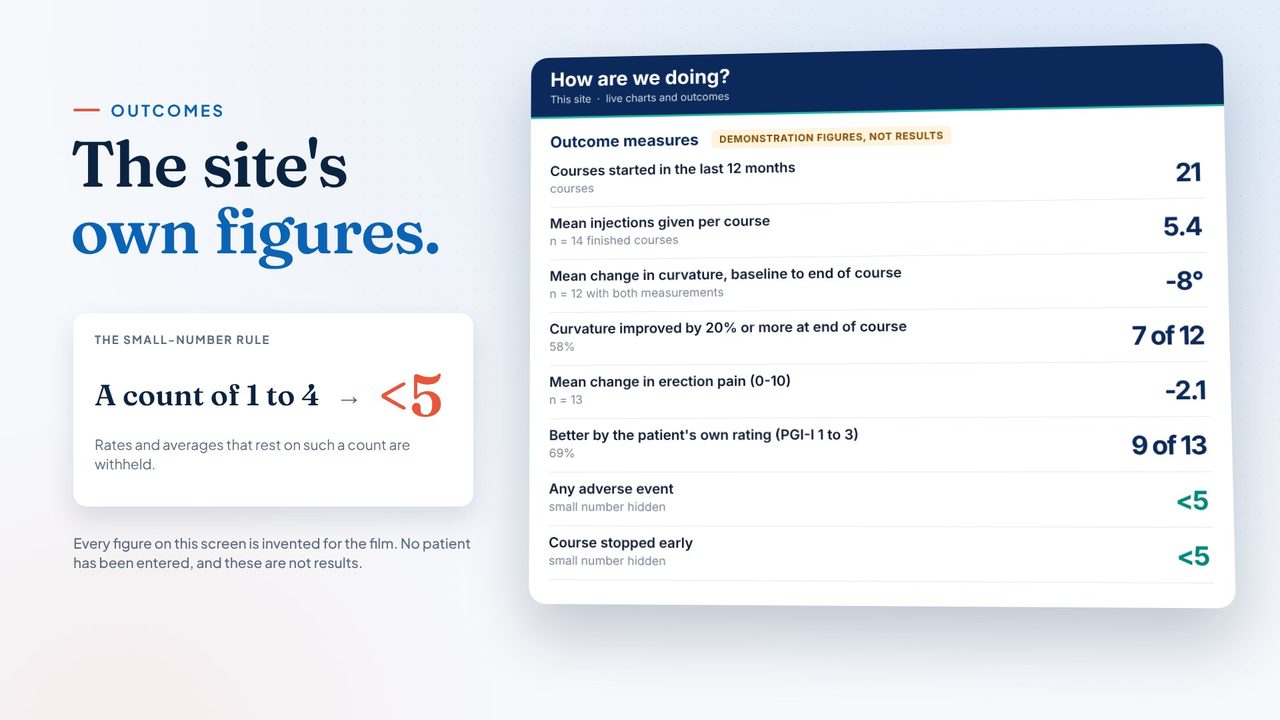 OUTCOMES
The site's
own figures.
THE SMALL-NUMBER RULE
A count of 1 to 4 → <5
Rates and averages that rest on such a count are
withheld.
Every figure on this screen is invented for the film. No patient
has been entered, and these are not results.
How are we doing?
This site · live charts and outcomes
Outcome measures DEMONSTRATION FIGURES, NOT RESULTS
Courses started in the last 12 months 21
courses
Mean injections given per course 5.4
n = 14 finished courses
Mean change in curvature, baseline to end of course -8°
n = 12 with both measurements
Curvature improved by 20% or more at end of course 7 of 12
58%
Mean change in erection pain (0-10) -2.1
n = 13
Better by the patient's own rating (PGI-I 1 to 3) 9 of 13
69%
Any adverse event <5
small number hidden
Course stopped early <5
small number hidden